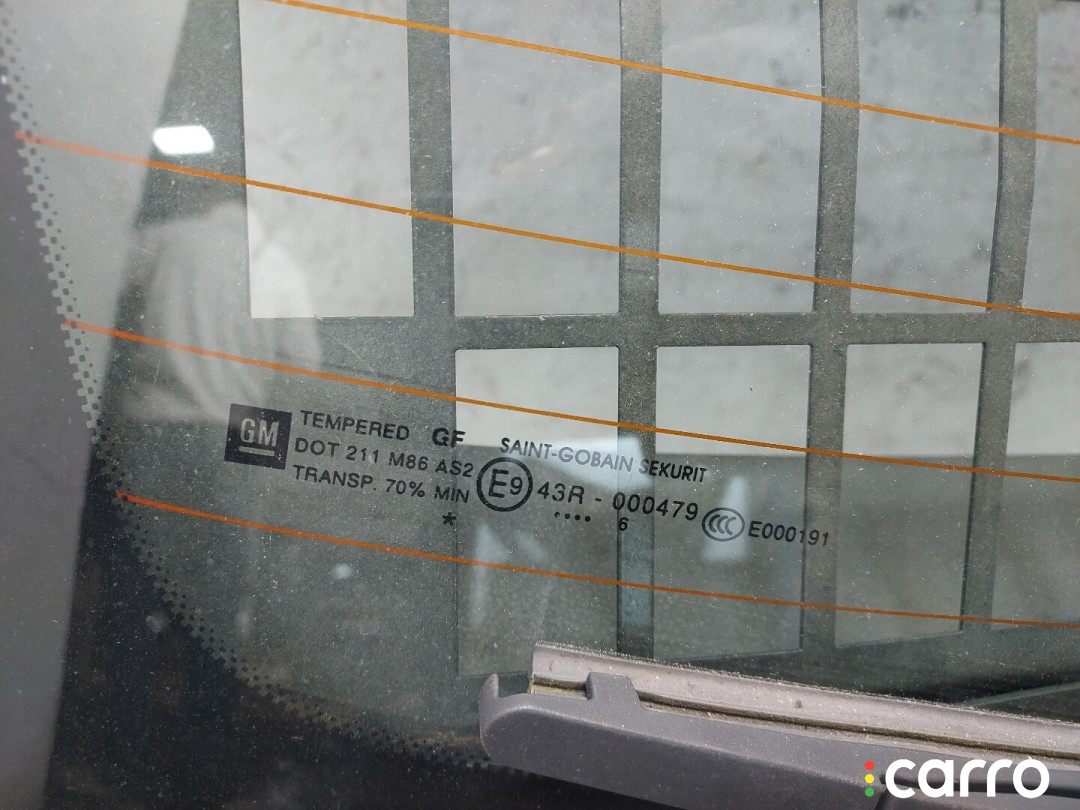 GM
TEMPERED GF SAINT-GOBAIN SEKURIT
DOT 211 M86 AS2 E9 43R - 000479 CCC E000191
TRANSP. 70% MIN
* •••• 6
carro